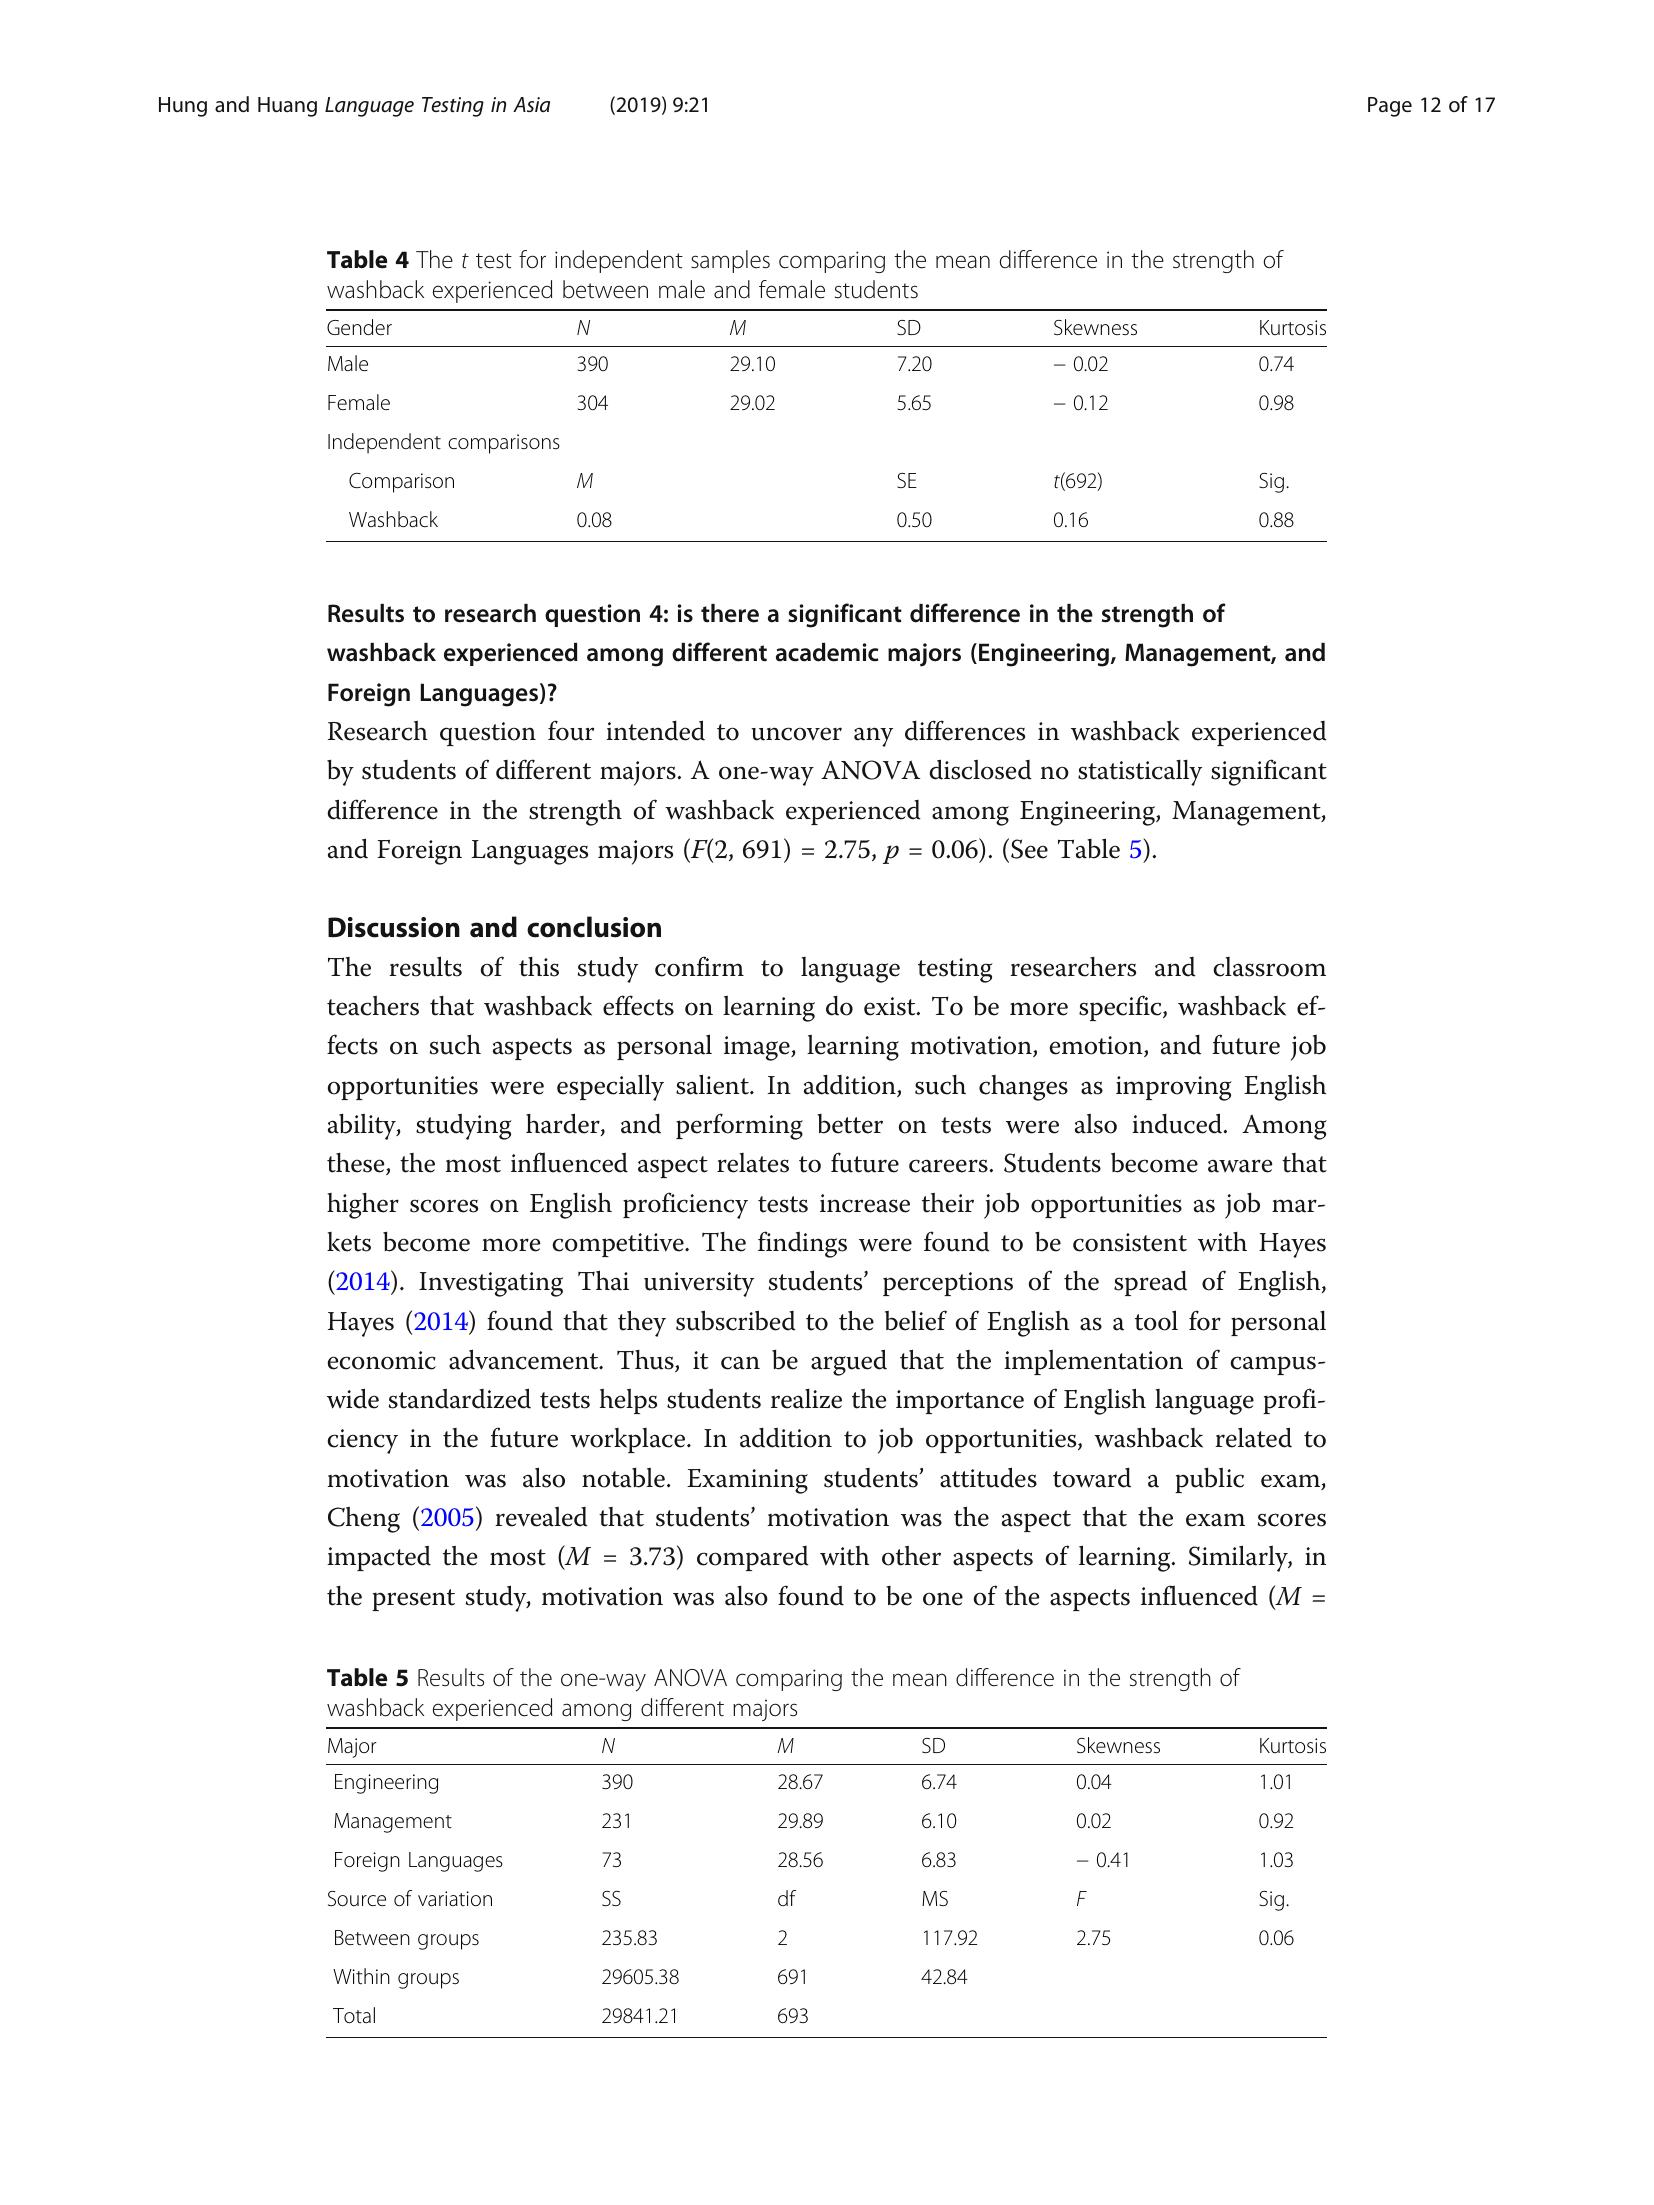 Hung and Huang Language Testing in Asia (2019) 9:21 Page 12 of 17
Table 4 The t test for independent samples comparing the mean difference in the strength of
washback experienced between male and female students
Gender N M SD Skewness Kurtosis
Male 390 29.10 7.20 − 0.02 0.74
Female 304 29.02 5.65 − 0.12 0.98
Independent comparisons
Comparison M SE t(692) Sig.
Washback 0.08 0.50 0.16 0.88
Results to research question 4: is there a significant difference in the strength of
washback experienced among different academic majors (Engineering, Management, and
Foreign Languages)?
Research question four intended to uncover any differences in washback experienced
by students of different majors. A one-way ANOVA disclosed no statistically significant
difference in the strength of washback experienced among Engineering, Management,
and Foreign Languages majors (F(2, 691) = 2.75, p = 0.06). (See Table 5).
Discussion and conclusion
The results of this study confirm to language testing researchers and classroom
teachers that washback effects on learning do exist. To be more specific, washback ef-
fects on such aspects as personal image, learning motivation, emotion, and future job
opportunities were especially salient. In addition, such changes as improving English
ability, studying harder, and performing better on tests were also induced. Among
these, the most influenced aspect relates to future careers. Students become aware that
higher scores on English proficiency tests increase their job opportunities as job mar-
kets become more competitive. The findings were found to be consistent with Hayes
(2014). Investigating Thai university students’ perceptions of the spread of English,
Hayes (2014) found that they subscribed to the belief of English as a tool for personal
economic advancement. Thus, it can be argued that the implementation of campus-
wide standardized tests helps students realize the importance of English language profi-
ciency in the future workplace. In addition to job opportunities, washback related to
motivation was also notable. Examining students’ attitudes toward a public exam,
Cheng (2005) revealed that students’ motivation was the aspect that the exam scores
impacted the most (M = 3.73) compared with other aspects of learning. Similarly, in
the present study, motivation was also found to be one of the aspects influenced (M =
Table 5 Results of the one-way ANOVA comparing the mean difference in the strength of
washback experienced among different majors
Major N M SD Skewness Kurtosis
Engineering 390 28.67 6.74 0.04 1.01
Management 231 29.89 6.10 0.02 0.92
Foreign Languages 73 28.56 6.83 − 0.41 1.03
Source of variation SS df MS F Sig.
Between groups 235.83 2 117.92 2.75 0.06
Within groups 29605.38 691 42.84
Total 29841.21 693